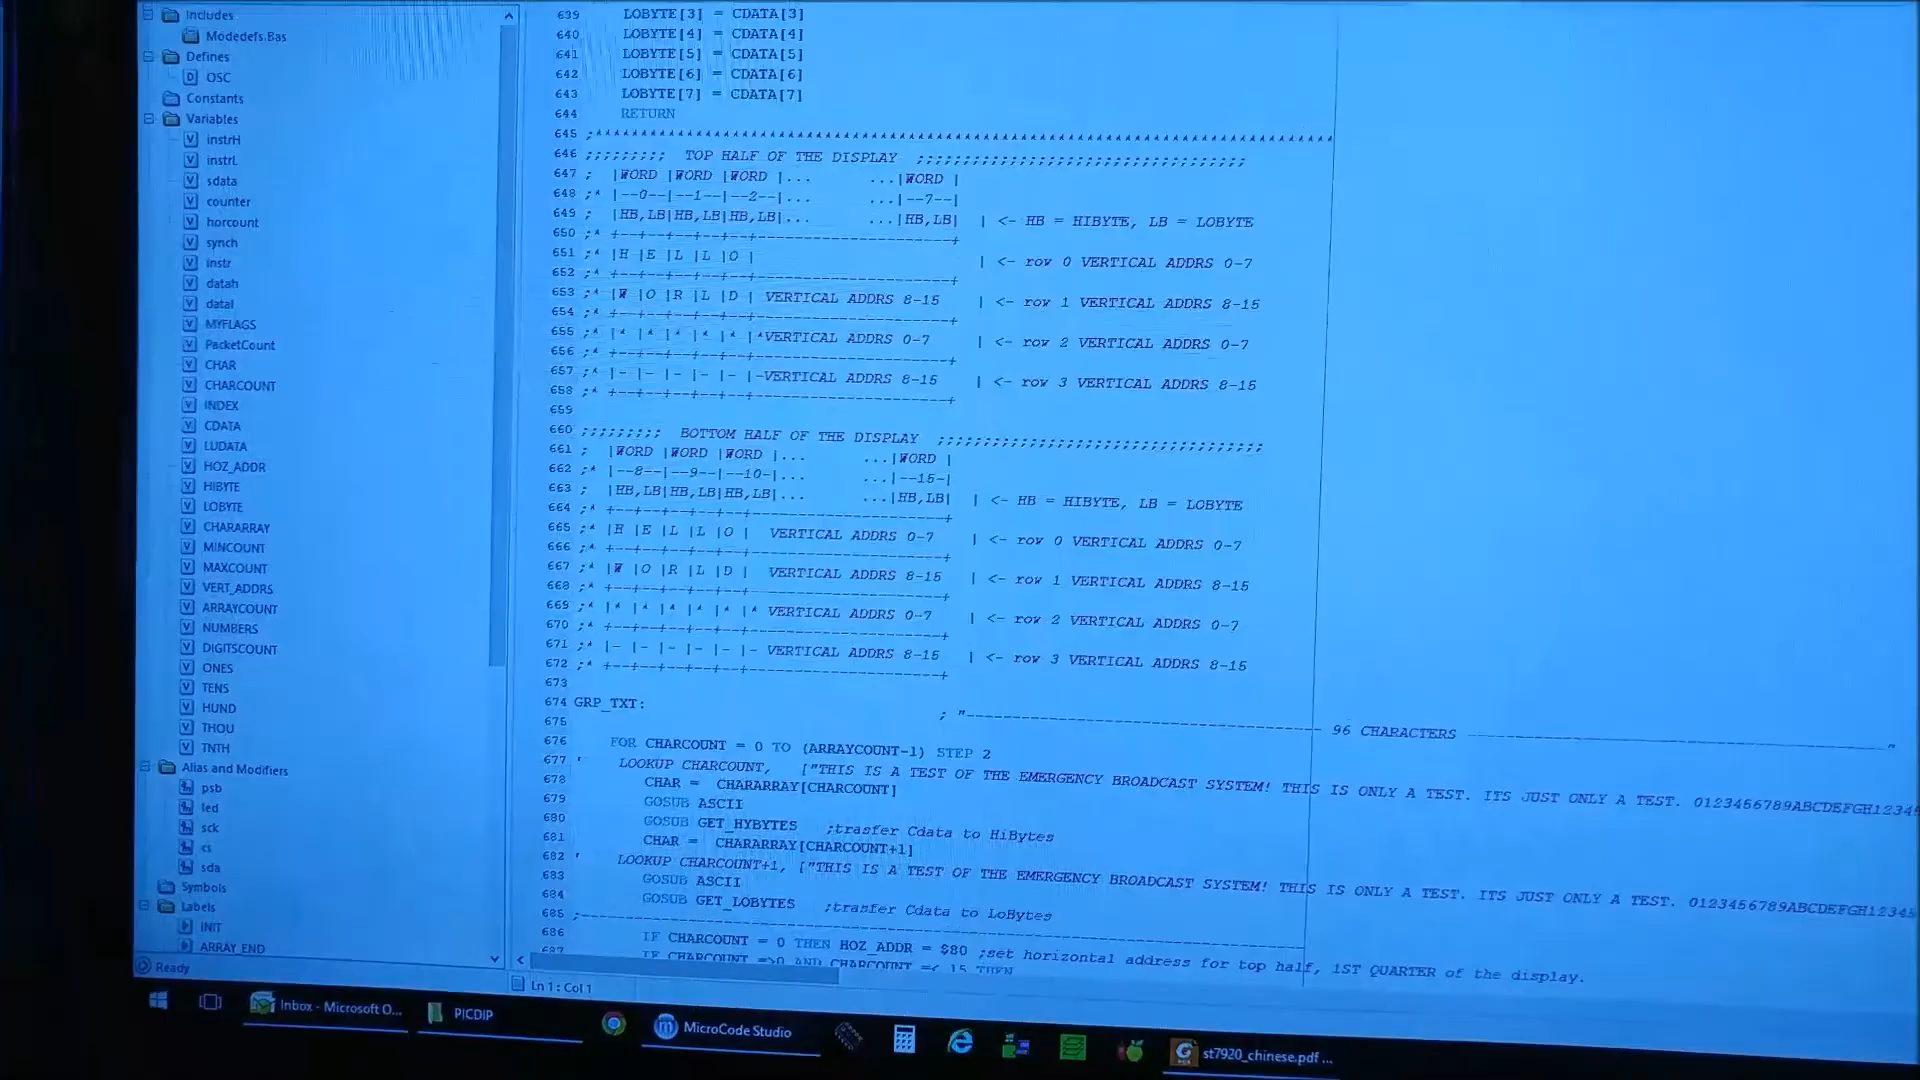 Includes
Modedefs.Bas
Defines
OSC
Constants
Variables
instrH
instrL
sdata
counter
horcount
synch
instr
datah
datal
MYFLAGS
PacketCount
CHAR
CHARCOUNT
INDEX
CDATA
LUDATA
HOZ_ADDR
HIBYTE
LOBYTE
CHARARRAY
MINCOUNT
MAXCOUNT
VERT_ADDRS
ARRAYCOUNT
NUMBERS
DIGITSCOUNT
ONES
TENS
HUND
THOU
TNTH
Alias and Modifiers
psb
led
sck
cs
sda
Symbols
Labels
INIT
ARRAY_END
Ready
639 LOBYTE[3] = CDATA[3]
640 LOBYTE[4] = CDATA[4]
641 LOBYTE[5] = CDATA[5]
642 LOBYTE[6] = CDATA[6]
643 LOBYTE[7] = CDATA[7]
644 RETURN
645 ;********************************************************************************
646 ;;;;;;;;; TOP HALF OF THE DISPLAY ;;;;;;;;;;;;;;;;;;;;;;;;;;;;;;;;;;;;
647 ; |WORD |WORD |WORD |... ...|WORD |
648 ;* |--0--|--1--|--2--|... ...|--7--|
649 ; |HB,LB|HB,LB|HB,LB|... ...|HB,LB| | <- HB = HIBYTE, LB = LOBYTE
650 ;* +--+--+--+--+--+----------------------+
651 ;* |H |E |L |L |O | | <- row 0 VERTICAL ADDRS 0-7
652 ;* +--+--+--+--+--+----------------------+
653 ;* |W |O |R |L |D | VERTICAL ADDRS 8-15 | <- row 1 VERTICAL ADDRS 8-15
654 ;* +--+--+--+--+--+----------------------+
655 ;* |* |* |* |* |* |*VERTICAL ADDRS 0-7 | <- row 2 VERTICAL ADDRS 0-7
656 ;* +--+--+--+--+--+----------------------+
657 ;* |- |- |- |- |- |-VERTICAL ADDRS 8-15 | <- row 3 VERTICAL ADDRS 8-15
658 ;* +--+--+--+--+--+----------------------+
659
660 ;;;;;;;;; BOTTOM HALF OF THE DISPLAY ;;;;;;;;;;;;;;;;;;;;;;;;;;;;;;;;;;;;
661 ; |WORD |WORD |WORD |... ...|WORD |
662 ;* |--8--|--9--|--10-|... ...|--15-|
663 ; |HB,LB|HB,LB|HB,LB|... ...|HB,LB| | <- HB = HIBYTE, LB = LOBYTE
664 ;* +--+--+--+--+--+----------------------+
665 ;* |H |E |L |L |O | VERTICAL ADDRS 0-7 | <- row 0 VERTICAL ADDRS 0-7
666 ;* +--+--+--+--+--+----------------------+
667 ;* |W |O |R |L |D | VERTICAL ADDRS 8-15 | <- row 1 VERTICAL ADDRS 8-15
668 ;* +--+--+--+--+--+----------------------+
669 ;* |* |* |* |* |* |* VERTICAL ADDRS 0-7 | <- row 2 VERTICAL ADDRS 0-7
670 ;* +--+--+--+--+--+----------------------+
671 ;* |- |- |- |- |- |- VERTICAL ADDRS 8-15 | <- row 3 VERTICAL ADDRS 8-15
672 ;* +--+--+--+--+--+----------------------+
673
674 GRP_TXT:
675 ; "--------------------------------------- 96 CHARACTERS ---------------------------------------------"
676 FOR CHARCOUNT = 0 TO (ARRAYCOUNT-1) STEP 2
677 ' LOOKUP CHARCOUNT, ["THIS IS A TEST OF THE EMERGENCY BROADCAST SYSTEM! THIS IS ONLY A TEST. ITS JUST ONLY A TEST. 0123456789ABCDEFGH12345
678 CHAR = CHARARRAY[CHARCOUNT]
679 GOSUB ASCII
680 GOSUB GET_HYBYTES ;trasfer Cdata to HiBytes
681 CHAR = CHARARRAY[CHARCOUNT+1]
682 ' LOOKUP CHARCOUNT+1, ["THIS IS A TEST OF THE EMERGENCY BROADCAST SYSTEM! THIS IS ONLY A TEST. ITS JUST ONLY A TEST. 0123456789ABCDEFGH12345
683 GOSUB ASCII
684 GOSUB GET_LOBYTES ;trasfer Cdata to LoBytes
685 ;------------------------------------------------------------------------------
686 IF CHARCOUNT = 0 THEN HOZ_ADDR = $80 ;set horizontal address for top half, 1ST QUARTER of the display.
687 IF CHARCOUNT =>0 AND CHARCOUNT =< 15 THEN
Ln 1 : Col 1
Inbox - Microsoft O...
PICDIP
MicroCode Studio
st7920_chinese.pdf ...